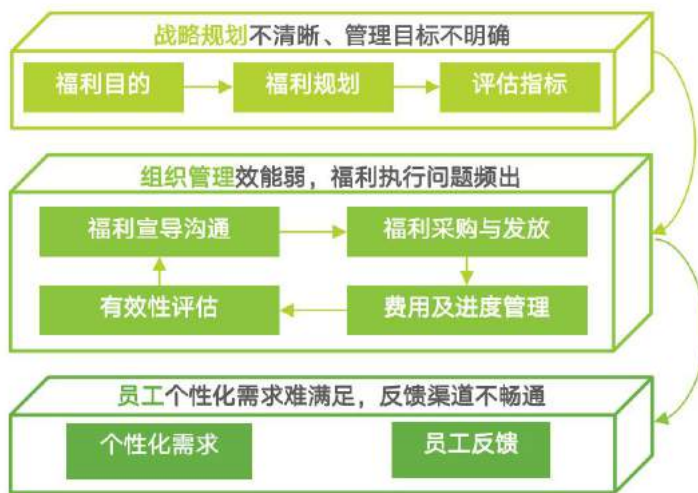 战略规划不清晰、管理目标不明确
福利目的
福利规划
评估指标
组织管理效能弱，福利执行问题频出
福利宣导沟通
福利采购与发放
有效性评估
费用及进度管理
员工个性化需求难满足，反馈渠道不畅通
个性化需求
员工反馈